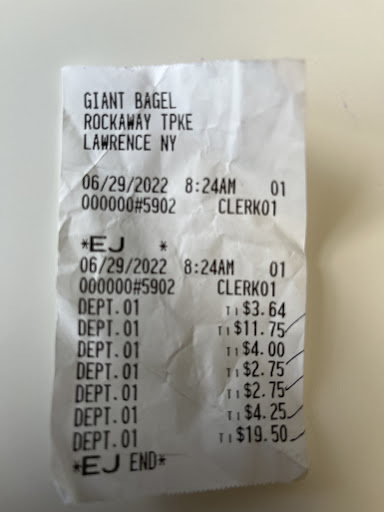 GIANT BAGEL
ROCKAWAY TPKE
LAWRENCE NY
06/29/2022 8:24AM 01
000000#5902 CLERK01
*EJ *
06/29/2022 8:24AM 01
000000#5902 CLERK01
DEPT.01 T1 $3.64
DEPT.01 T1 $11.75
DEPT.01 T1 $4.00
DEPT.01 T1 $2.75
DEPT.01 T1 $2.75
DEPT.01 T1 $4.25
DEPT.01 T1 $19.50
*EJ END*